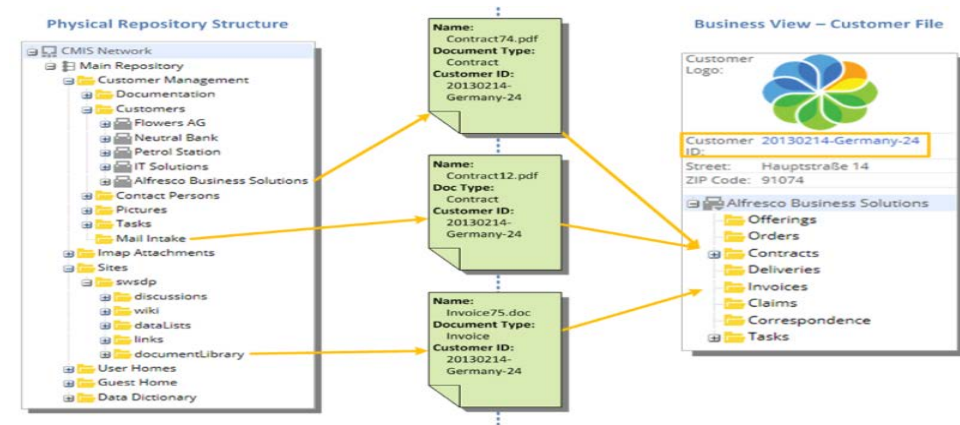 Physical Repository Structure
CMIS Network
Main Repository
Customer Management
Documentation
Customers
Flowers AG
Neutral Bank
Petrol Station
IT Solutions
Alfresco Business Solutions
Contact Persons
Pictures
Tasks
Mail Intake
Imap Attachments
Sites
swsdp
discussions
wiki
dataLists
links
documentLibrary
User Homes
Guest Home
Data Dictionary
Name:
Contract74.pdf
Document Type:
Contract
Customer ID:
20130214-
Germany-24
Name:
Contract12.pdf
Doc Type:
Contract
Customer ID:
20130214-
Germany-24
Name:
Invoice75.doc
Document Type:
Invoice
Customer ID:
20130214-
Germany-24
Business View – Customer File
Customer
Logo:
Customer 20130214-Germany-24
ID:
Street: Hauptstraße 14
ZIP Code: 91074
Alfresco Business Solutions
Offerings
Orders
Contracts
Deliveries
Invoices
Claims
Correspondence
Tasks